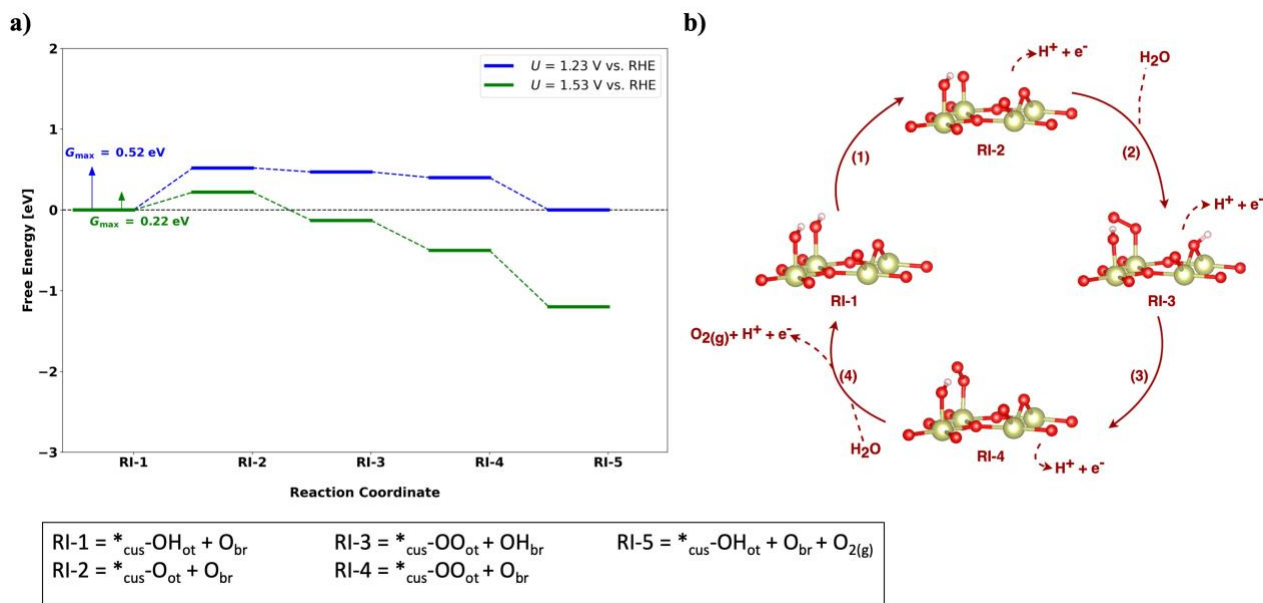 a)
2
1
0
−1
−2
−3
Free Energy [eV]
U = 1.23 V vs. RHE
U = 1.53 V vs. RHE
Gmax = 0.52 eV
Gmax = 0.22 eV
RI-1 RI-2 RI-3 RI-4 RI-5
Reaction Coordinate
b)
H+ + e-
H2O
RI-2
(1)
(2)
H+ + e-
RI-1
RI-3
O2(g)+ H+ + e-
(4)
(3)
H2O
RI-4
H+ + e-
RI-1 = *cus-OHot + Obr RI-3 = *cus-OOot + OHbr RI-5 = *cus-OHot + Obr + O2(g)
RI-2 = *cus-Oot + Obr RI-4 = *cus-OOot + Obr